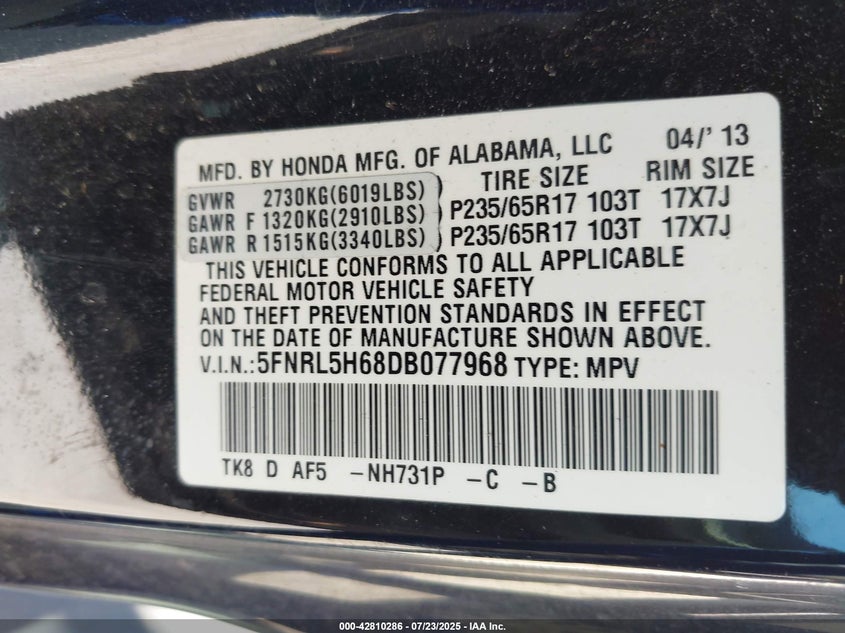 MFD. BY HONDA MFG. OF ALABAMA, LLC 04/' 13
TIRE SIZE RIM SIZE
GVWR 2730KG(6019LBS)
GAWR F 1320KG(2910LBS) P235/65R17 103T 17X7J
GAWR R 1515KG(3340LBS) P235/65R17 103T 17X7J
THIS VEHICLE CONFORMS TO ALL APPLICABLE
FEDERAL MOTOR VEHICLE SAFETY
AND THEFT PREVENTION STANDARDS IN EFFECT
ON THE DATE OF MANUFACTURE SHOWN ABOVE.
V.I.N.: 5FNRL5H68DB077968 TYPE: MPV
TK8 D AF5 -NH731P -C -B
000-42810286 - 07/23/2025 - IAA Inc.